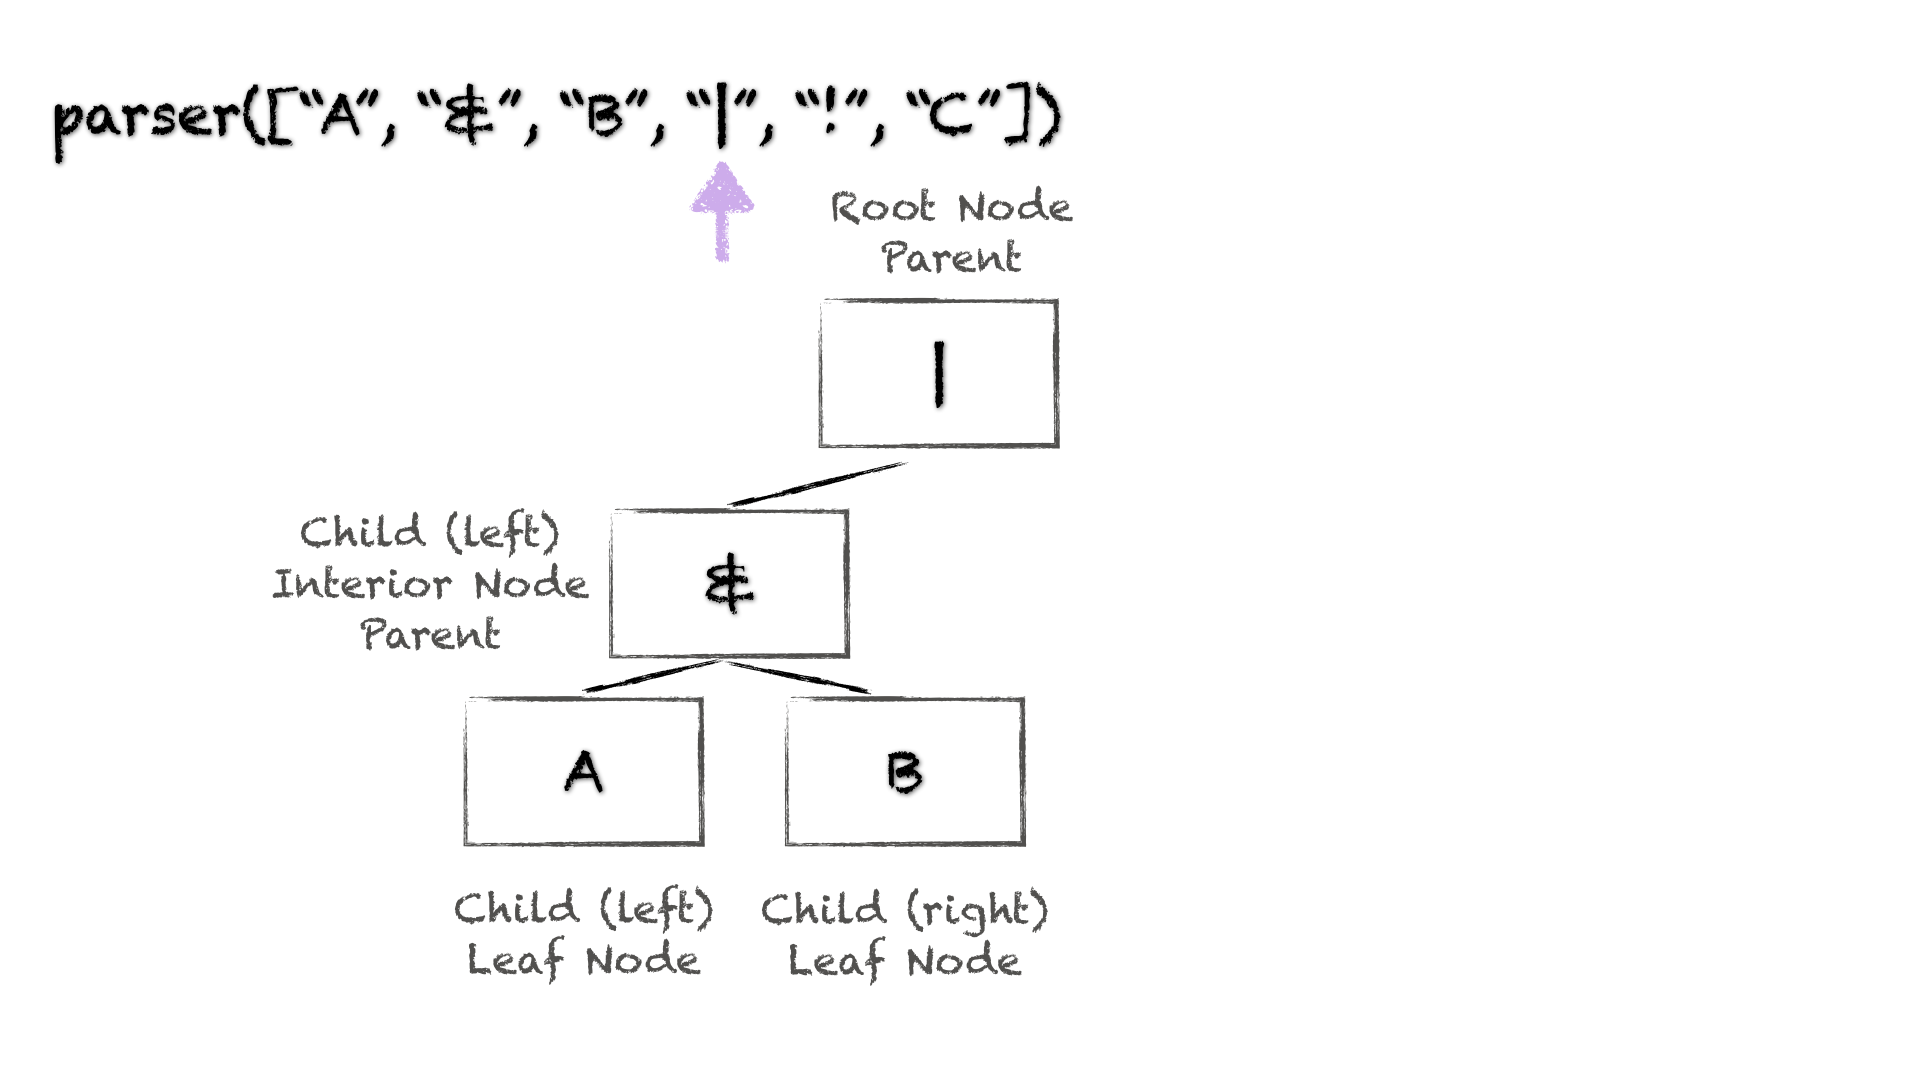 parser([“A”, “&”, “B”, “|”, “!”, “C”])
Root Node
Parent
|
Child (left)
Interior Node
Parent
&
A
B
Child (left)
Leaf Node
Child (right)
Leaf Node